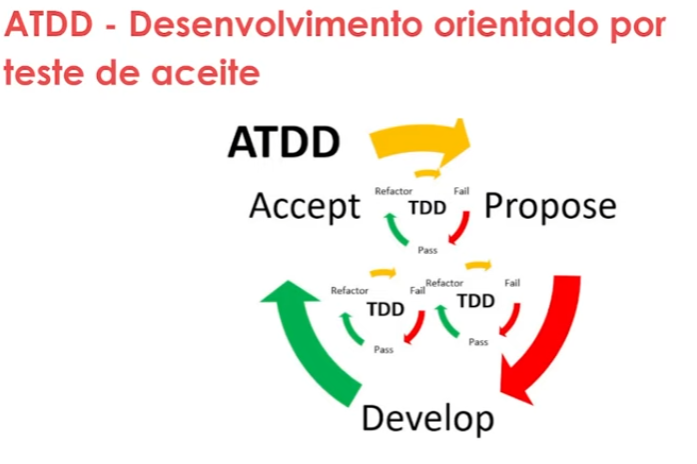 ATDD - Desenvolvimento orientado por
teste de aceite
ATDD
Refactor Fail
Accept TDD Propose
Pass
Refactor Fail Refactor Fail
TDD TDD
Pass Pass
Develop